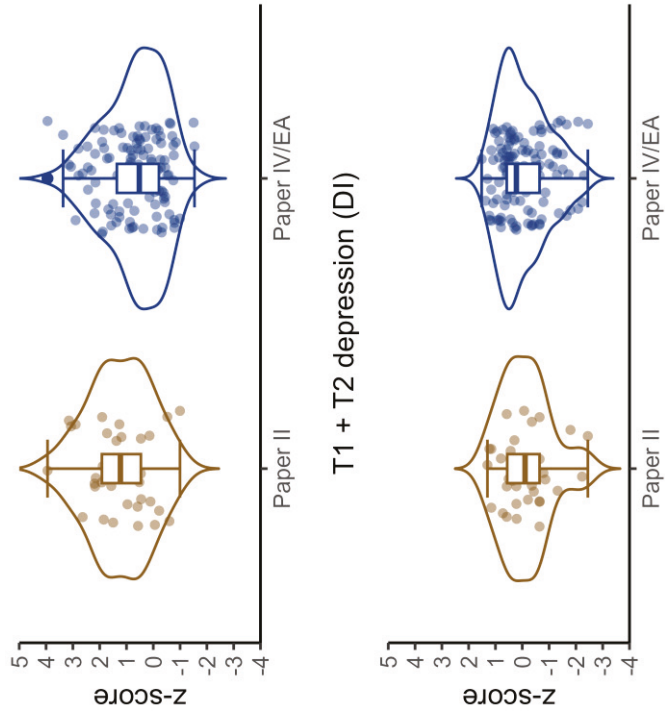 5
4
3
2
1
0
-1
-2
-3
-4
z-score
Paper II
Paper IV/EA
T1 + T2 depression (DI)
5
4
3
2
1
0
-1
-2
-3
-4
z-score
Paper II
Paper IV/EA